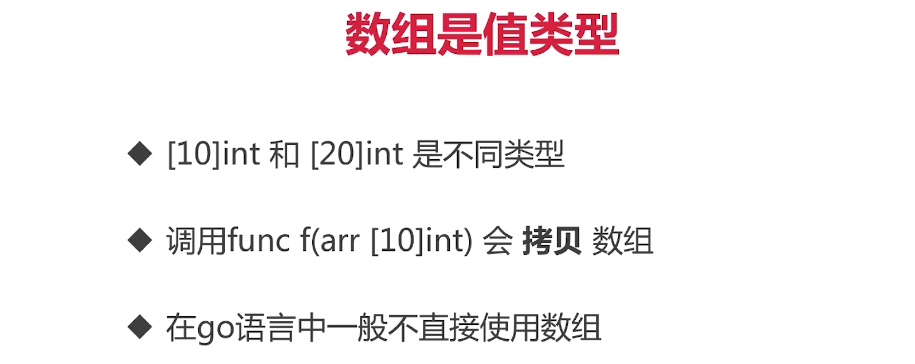 数组是值类型
◆ [10]int 和 [20]int 是不同类型
◆ 调用func f(arr [10]int) 会 拷贝 数组
◆ 在go语言中一般不直接使用数组